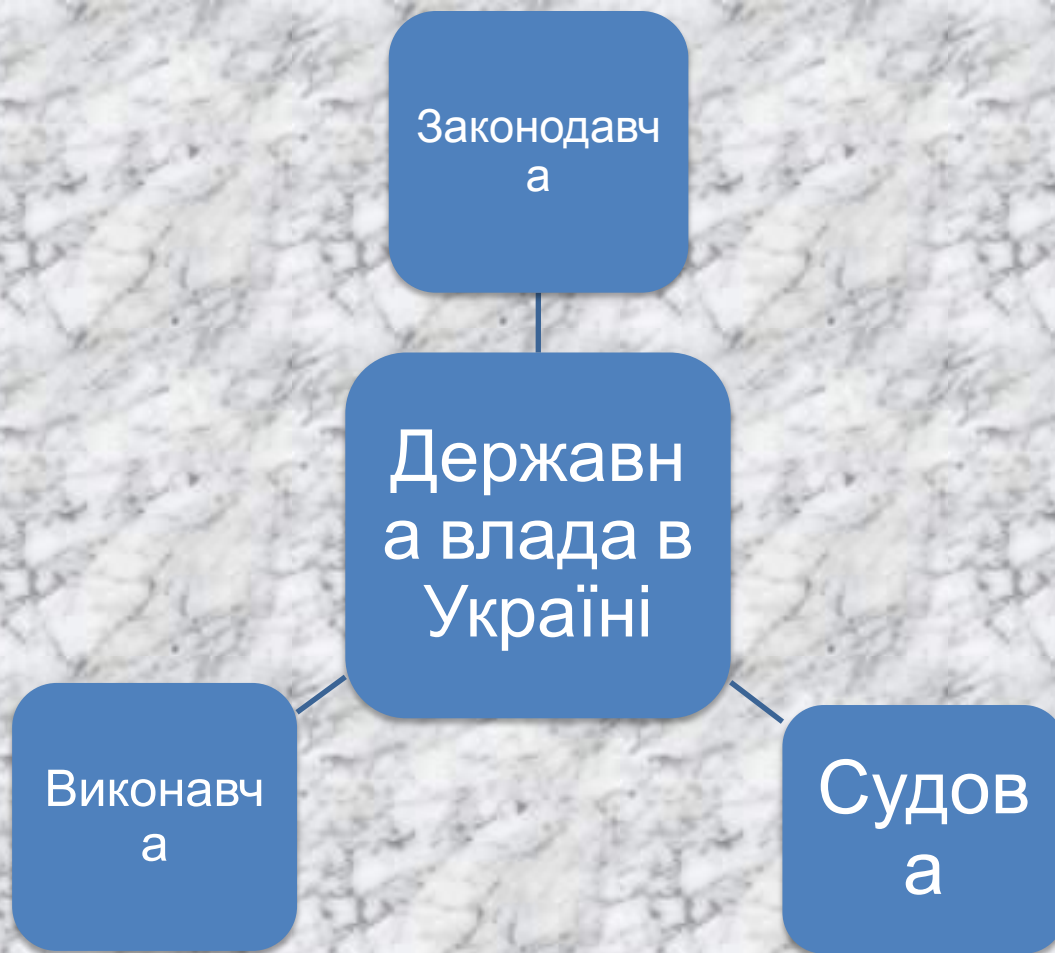 Законодавч
а
Державн
а влада в
Україні
Виконавч
а
Судов
а